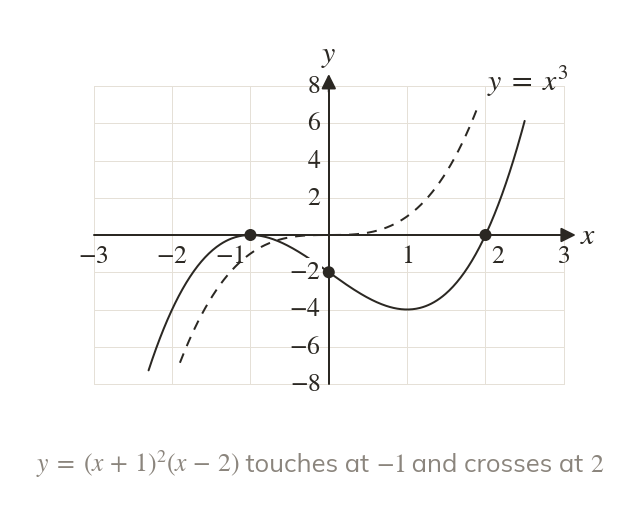 y
8
y = x³
6
4
2
x
−3 −2 −1 1 2 3
−2
−4
−6
−8
y = (x + 1)²(x − 2) touches at −1 and crosses at 2